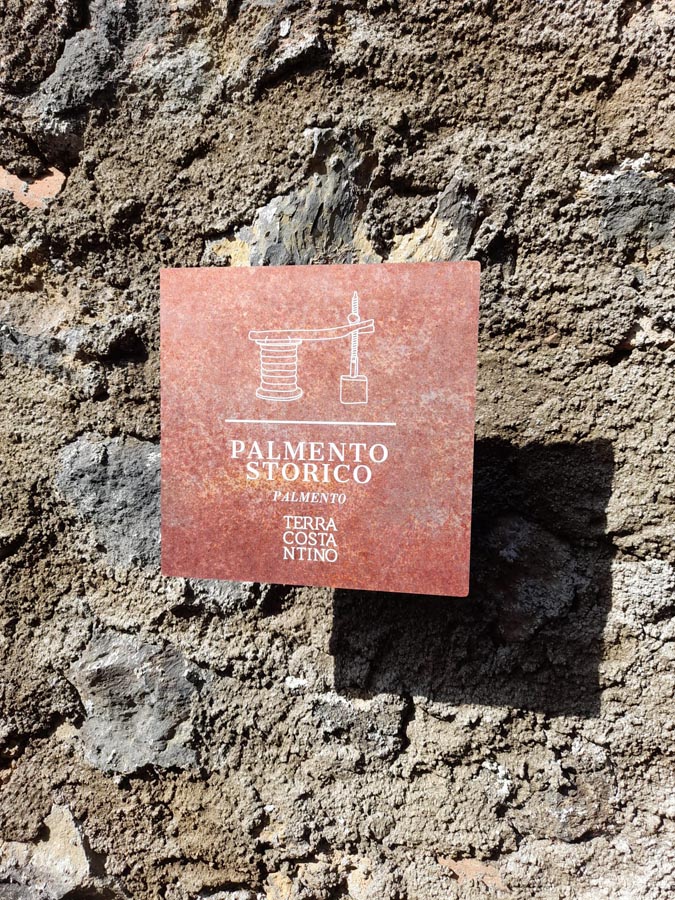 PALMENTO
STORICO
PALMENTO
TERRA
COSTA
NTINO